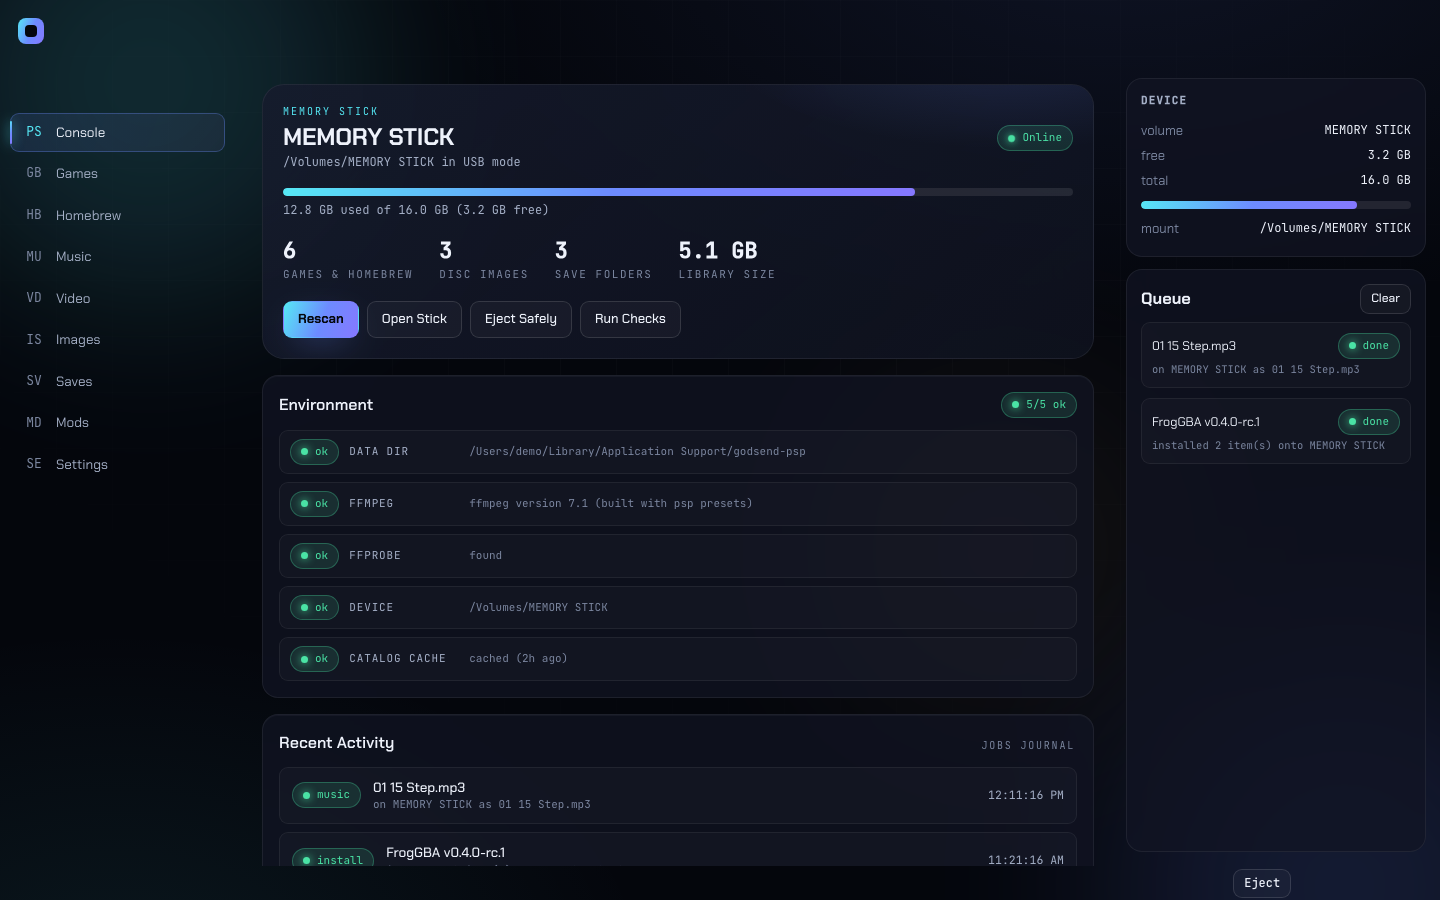 PS Console
GB Games
HB Homebrew
MU Music
VD Video
IS Images
SV Saves
MD Mods
SE Settings
MEMORY STICK
MEMORY STICK
Online
/Volumes/MEMORY STICK in USB mode
12.8 GB used of 16.0 GB (3.2 GB free)
6 3 3 5.1 GB
GAMES & HOMEBREW DISC IMAGES SAVE FOLDERS LIBRARY SIZE
Rescan Open Stick Eject Safely Run Checks
Environment 5/5 ok
ok DATA DIR /Users/demo/Library/Application Support/godsend-psp
ok FFMPEG ffmpeg version 7.1 (built with psp presets)
ok FFPROBE found
ok DEVICE /Volumes/MEMORY STICK
ok CATALOG CACHE cached (2h ago)
Recent Activity JOBS JOURNAL
music 01 15 Step.mp3 12:11:16 PM
on MEMORY STICK as 01 15 Step.mp3
install FrogGBA v0.4.0-rc.1 11:21:16 AM
DEVICE
volume MEMORY STICK
free 3.2 GB
total 16.0 GB
mount /Volumes/MEMORY STICK
Queue Clear
01 15 Step.mp3 done
on MEMORY STICK as 01 15 Step.mp3
FrogGBA v0.4.0-rc.1 done
installed 2 item(s) onto MEMORY STICK
Eject